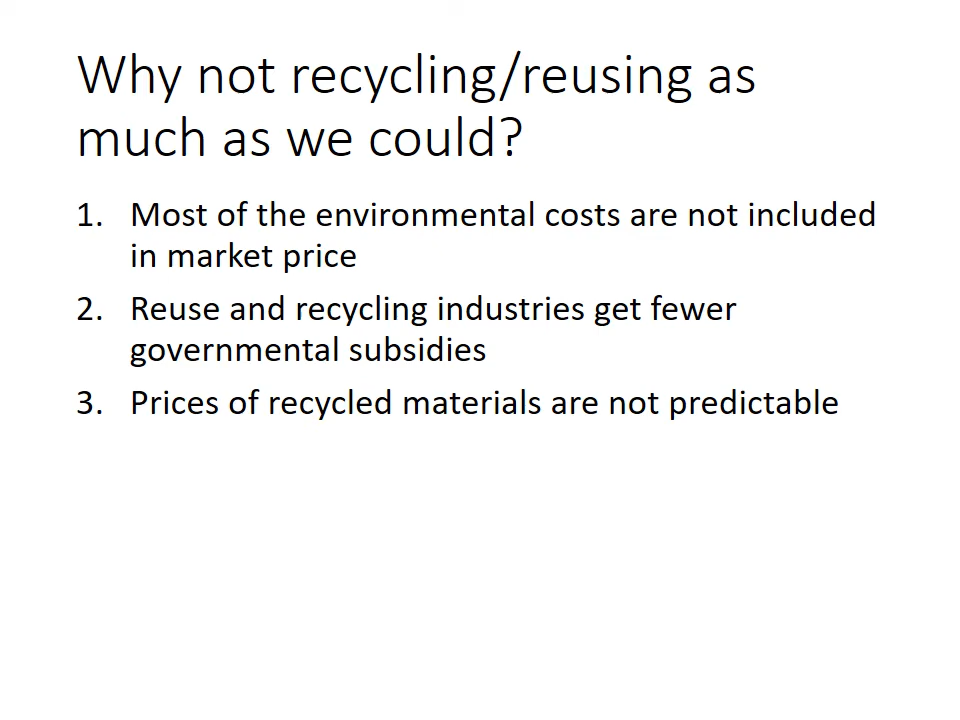 Why not recycling/reusing as
much as we could?
1. Most of the environmental costs are not included
in market price
2. Reuse and recycling industries get fewer
governmental subsidies
3. Prices of recycled materials are not predictable